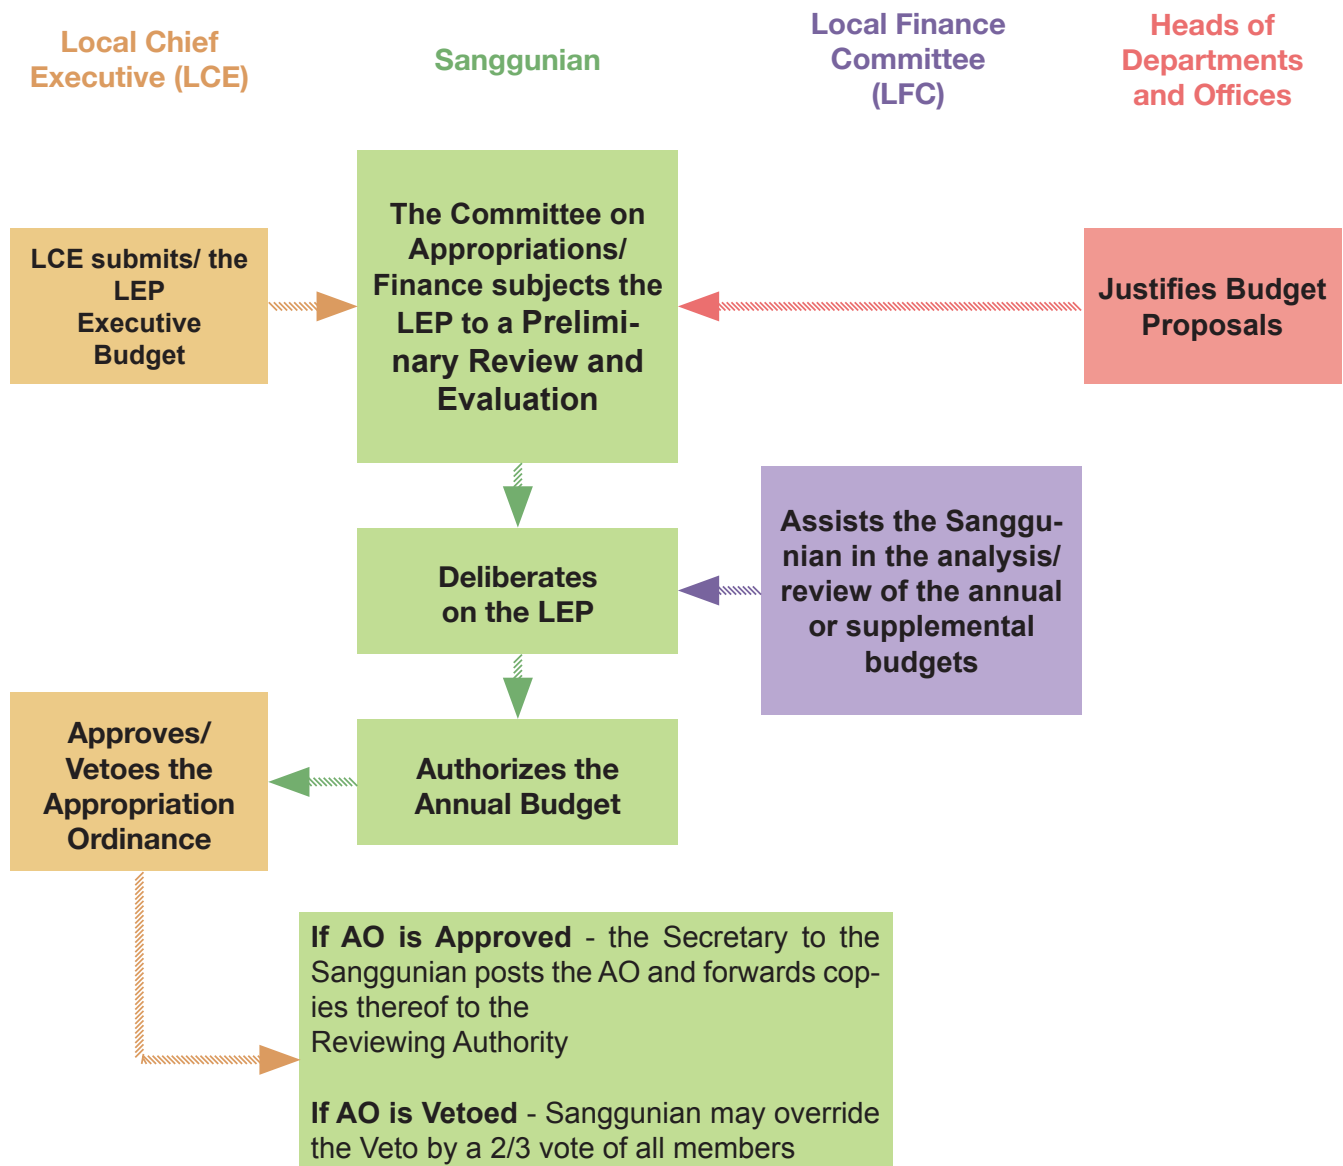 Local Chief
Executive (LCE)
Sanggunian
Local Finance
Committee
(LFC)
Heads of
Departments
and Offices
LCE submits/ the
LEP
Executive
Budget
The Committee on
Appropriations/
Finance subjects the
LEP to a Prelimi-
nary Review and
Evaluation
Justifies Budget
Proposals
Deliberates
on the LEP
Assists the Sanggu-
nian in the analysis/
review of the annual
or supplemental
budgets
Approves/
Vetoes the
Appropriation
Ordinance
Authorizes the
Annual Budget
If AO is Approved - the Secretary to the
Sanggunian posts the AO and forwards cop-
ies thereof to the
Reviewing Authority
If AO is Vetoed - Sanggunian may override
the Veto by a 2/3 vote of all members